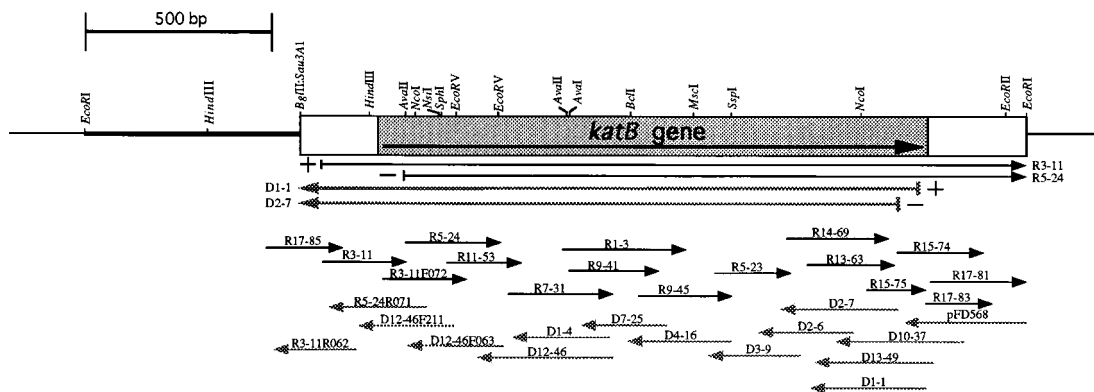 500 bp
EcoRI
HindIII
BglII:Sau3A1
HindIII
AvaII
NcoI
NsiI
SphI
EcoRV
EcoRV
AvaII
AvaI
BclI
MscI
SspI
NcoI
EcoRII
EcoRI
katB gene
+
R3-11
−
R5-24
D1-1
+
D2-7
−
R17-85
R5-24
R1-3
R14-69
R15-74
R3-11
R11-53
R9-41
R13-63
R3-11F072
R5-23
R17-81
R7-31
R9-45
R15-75
R17-83
R5-24R071
D2-7
pFD568
D12-46F211
D7-25
D2-6
D1-4
D4-16
D10-37
R3-11R062
D12-46F063
D12-46
D3-9
D13-49
D1-1